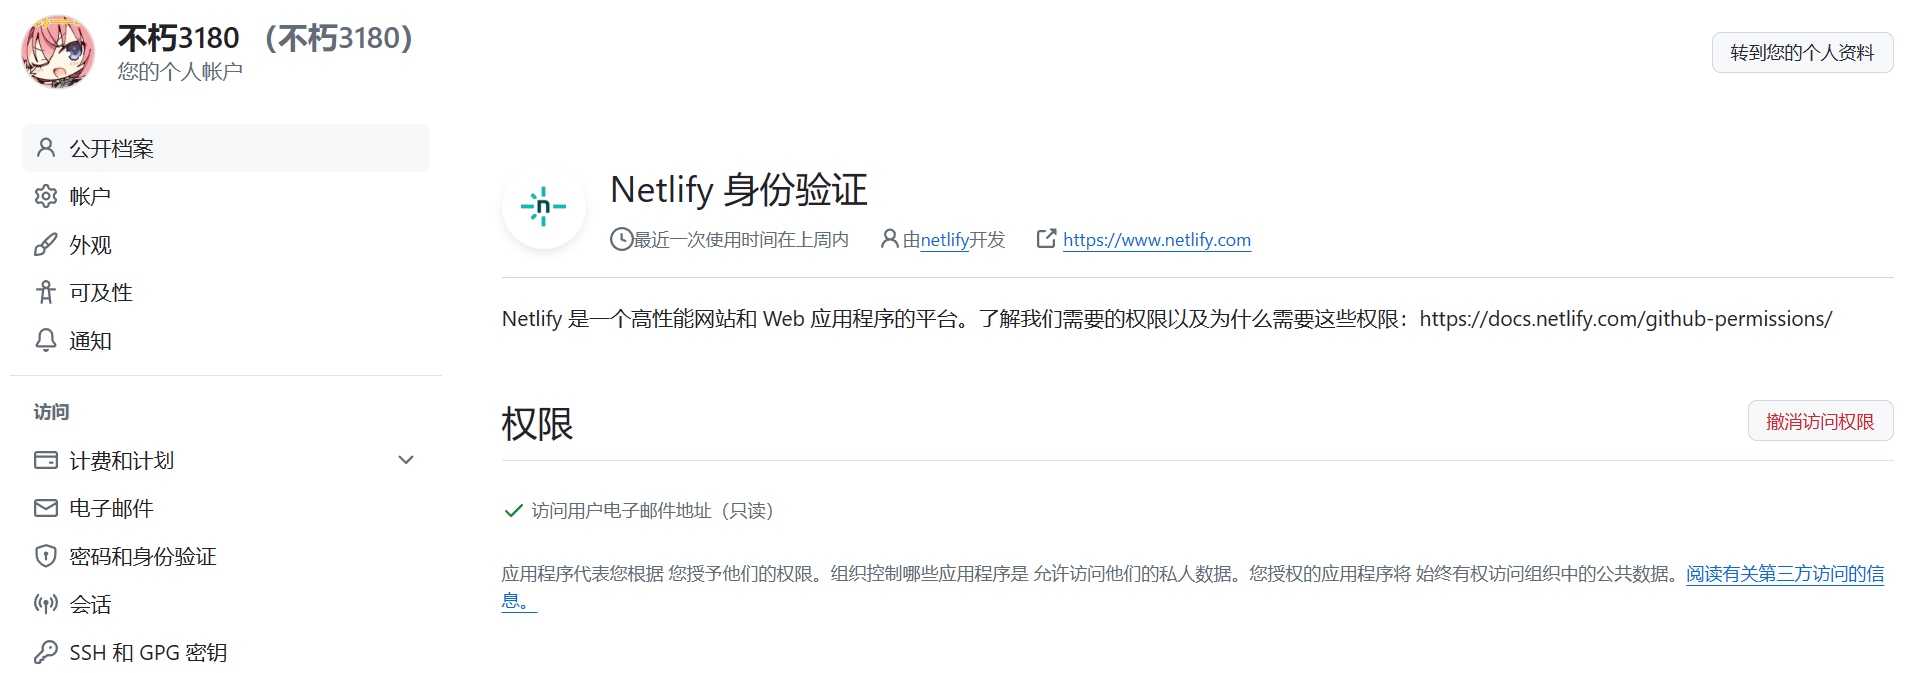 不朽3180 （不朽3180）
您的个人帐户
转到您的个人资料
公开档案
帐户
外观
可及性
通知
访问
计费和计划
电子邮件
密码和身份验证
会话
SSH 和 GPG 密钥
n
Netlify 身份验证
最近一次使用时间在上周内 由netlify开发 https://www.netlify.com
Netlify 是一个高性能网站和 Web 应用程序的平台。了解我们需要的权限以及为什么需要这些权限：https://docs.netlify.com/github-permissions/
权限
撤消访问权限
访问用户电子邮件地址（只读）
应用程序代表您根据 您授予他们的权限。组织控制哪些应用程序是 允许访问他们的私人数据。您授权的应用程序将 始终有权访问组织中的公共数据。阅读有关第三方访问的信
息。